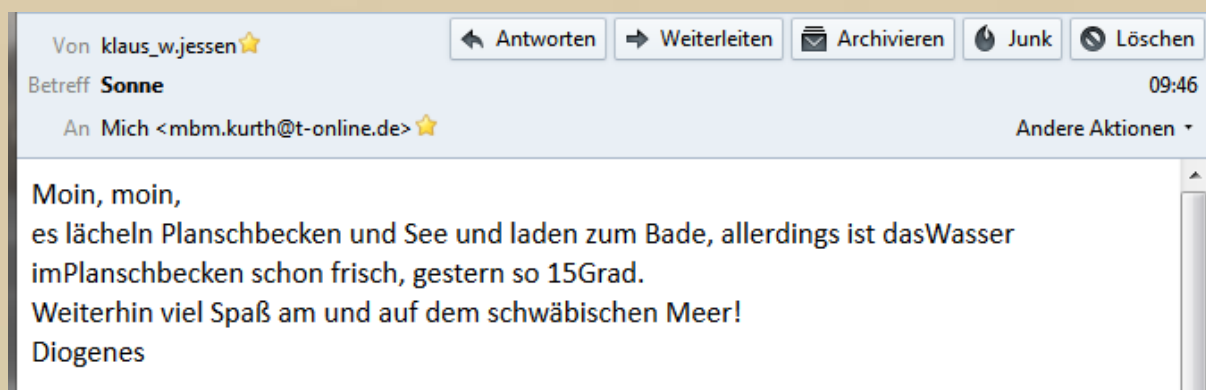 Von klaus_w.jessen Antworten Weiterleiten Archivieren Junk Löschen
Betreff Sonne 09:46
An Mich <mbm.kurth@t-online.de> Andere Aktionen
Moin, moin,
es lächeln Planschbecken und See und laden zum Bade, allerdings ist dasWasser
imPlanschbecken schon frisch, gestern so 15Grad.
Weiterhin viel Spaß am und auf dem schwäbischen Meer!
Diogenes